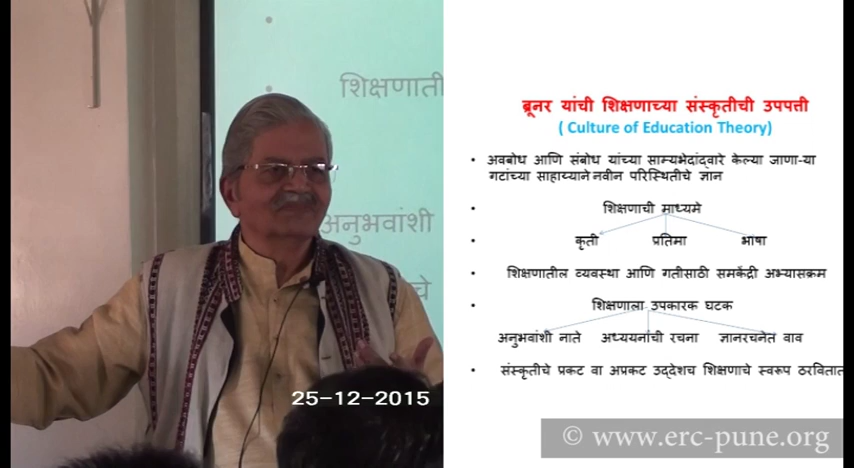 शिक्षणाती
अनुभवांशी
चे
25-12-2015
ब्रूनर यांची शिक्षणाच्या संस्कृतीची उपपत्ती
( Culture of Education Theory)
• अवबोध आणि संबोध यांच्या साम्यभेदांद्वारे केल्या जाणा-या
गटांच्या साहाय्याने नवीन परिस्थितीचे ज्ञान
• शिक्षणाची माध्यमे
• कृती प्रतिमा भाषा
• शिक्षणातील व्यवस्था आणि गतीसाठी समकेंद्री अभ्यासक्रम
• शिक्षणाला उपकारक घटक
अनुभवांशी नाते अध्ययनांची रचना ज्ञानरचनेत वाव
• संस्कृतीचे प्रकट वा अप्रकट उद्देशच शिक्षणाचे स्वरूप ठरवितात
© www.erc-pune.org